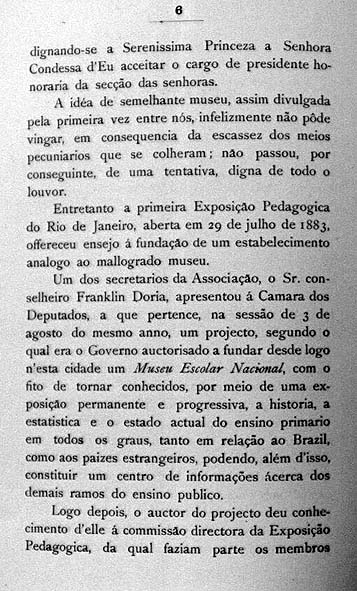 6
dignando-se a Serenissima Princeza a Senhora
Condessa d'Eu acceitar o cargo de presidente ho-
noraria da secção das senhoras.
A idéa de semelhante museu, assim divulgada
pela primeira vez entre nós, infelizmente não pôde
vingar, em consequencia da escassez dos meios
pecuniarios que se colheram; não passou, por
conseguinte, de uma tentativa, digna de todo o
louvor.
Entretanto a primeira Exposição Pedagogica
do Rio de Janeiro, aberta em 29 de julho de 1883,
offereceu ensejo á fundação de um estabelecimento
analogo ao mallogrado museu.
Um dos secretarios da Associação, o Sr. con-
selheiro Franklin Doria, apresentou á Camara dos
Deputados, a que pertence, na sessão de 3 de
agosto do mesmo anno, um projecto, segundo o
qual era o Governo auctorisado a fundar desde logo
n'esta cidade um Museu Escolar Nacional, com o
fito de tornar conhecidos, por meio de uma ex-
posição permanente e progressiva, a historia, a
estatistica e o estado actual do ensino primario
em todos os graus, tanto em relação ao Brazil,
como aos paizes estrangeiros, podendo, além d'isso,
constituir um centro de informações ácerca dos
demais ramos do ensino publico.
Logo depois, o auctor do projecto deu conhe-
cimento d'elle á commissão directora da Exposição
Pedagogica, da qual faziam parte os membros